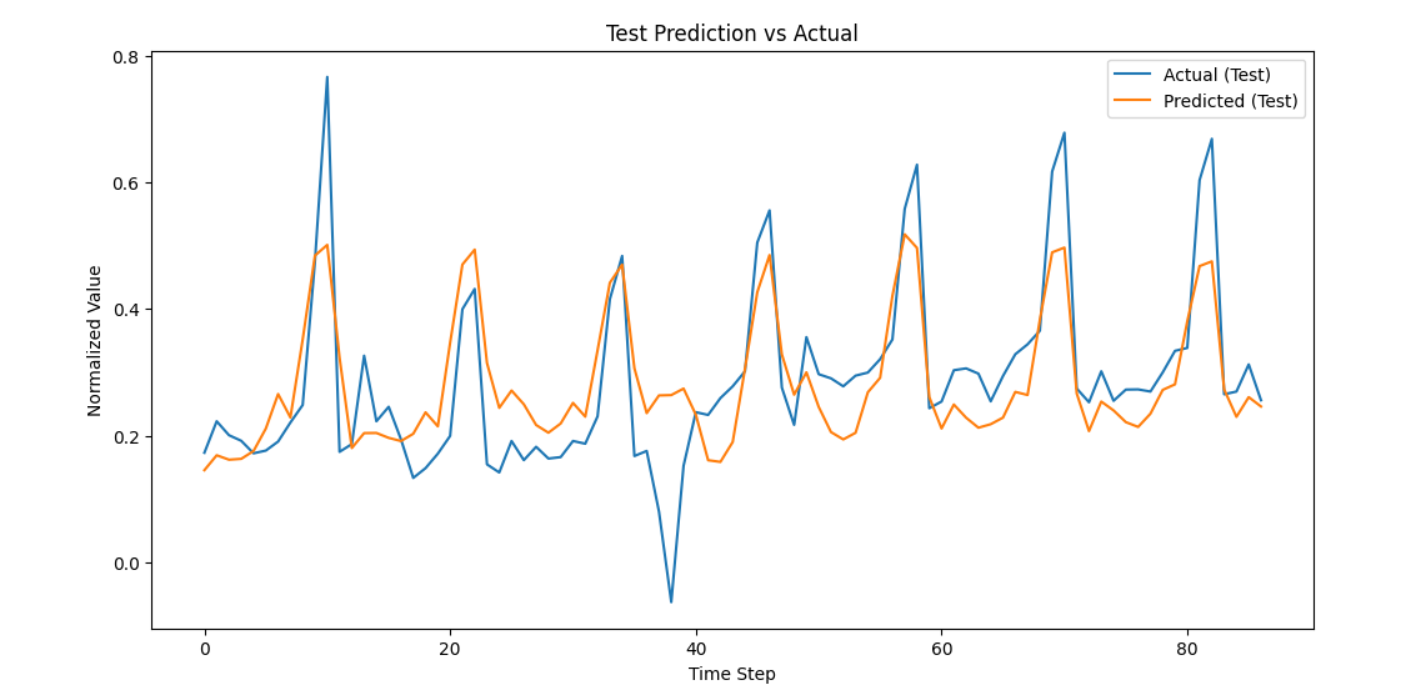 Test Prediction vs Actual
Actual (Test)
Predicted (Test)
Normalized Value
0.8
0.6
0.4
0.2
0.0
0 20 40 60 80
Time Step